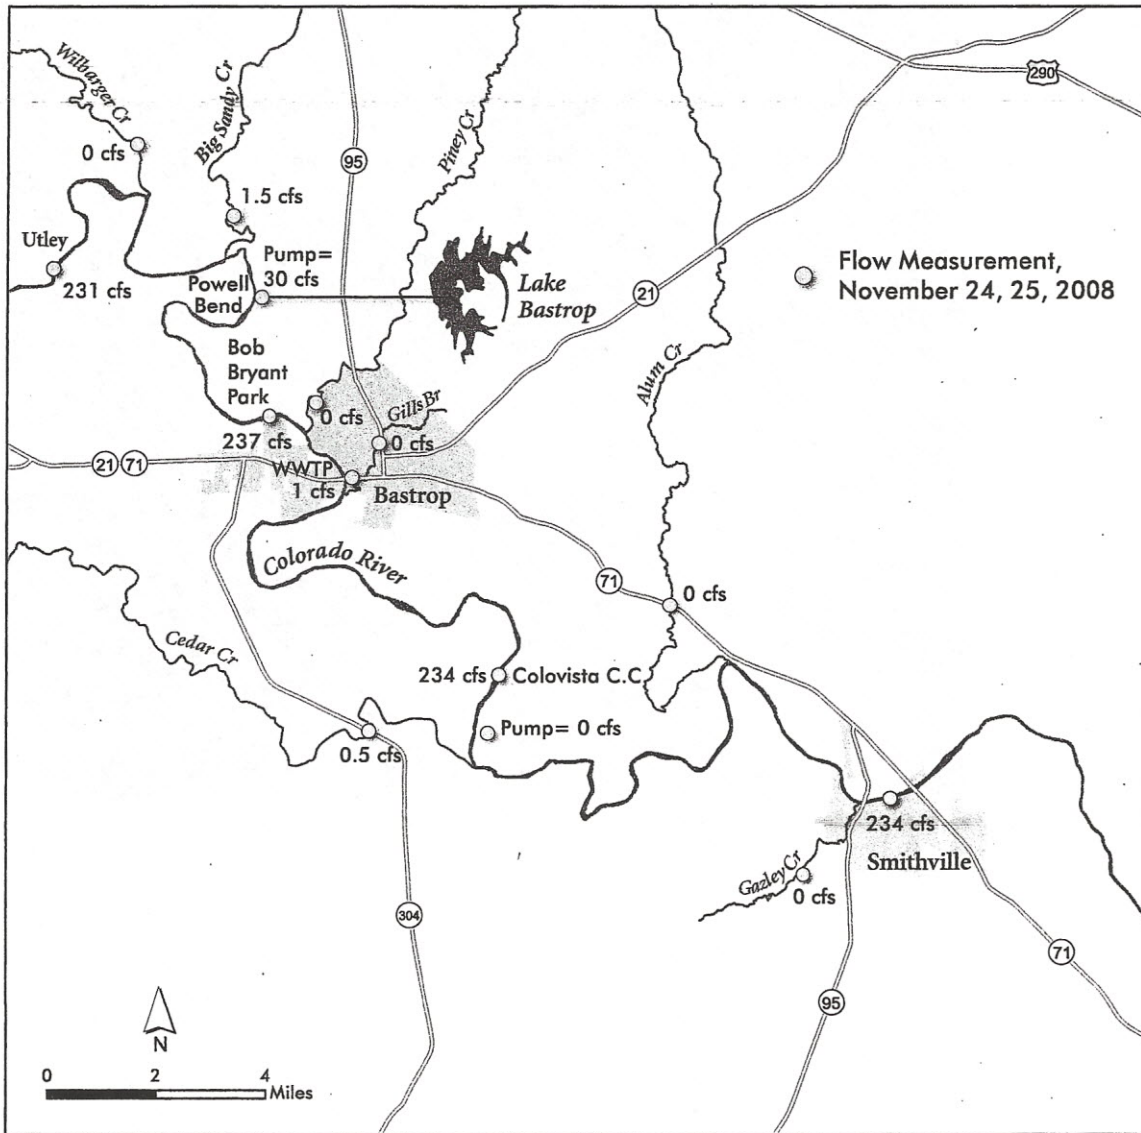 Wilbarger Cr
Big Sandy Cr
Piney Cr
290
0 cfs
95
1.5 cfs
Utley
231 cfs
Pump=
30 cfs
Powell
Bend
Lake
Bastrop
21
Flow Measurement,
November 24, 25, 2008
Bob
Bryant
Park
0 cfs
Gills Br
Alum Cr
237 cfs
0 cfs
21
71
WWTP
1 cfs
Bastrop
Colorado River
71
0 cfs
Cedar Cr
234 cfs
Colovista C.C.
Pump= 0 cfs
0.5 cfs
234 cfs
Smithville
Gazley Cr
0 cfs
304
71
95
N
0 2 4
Miles